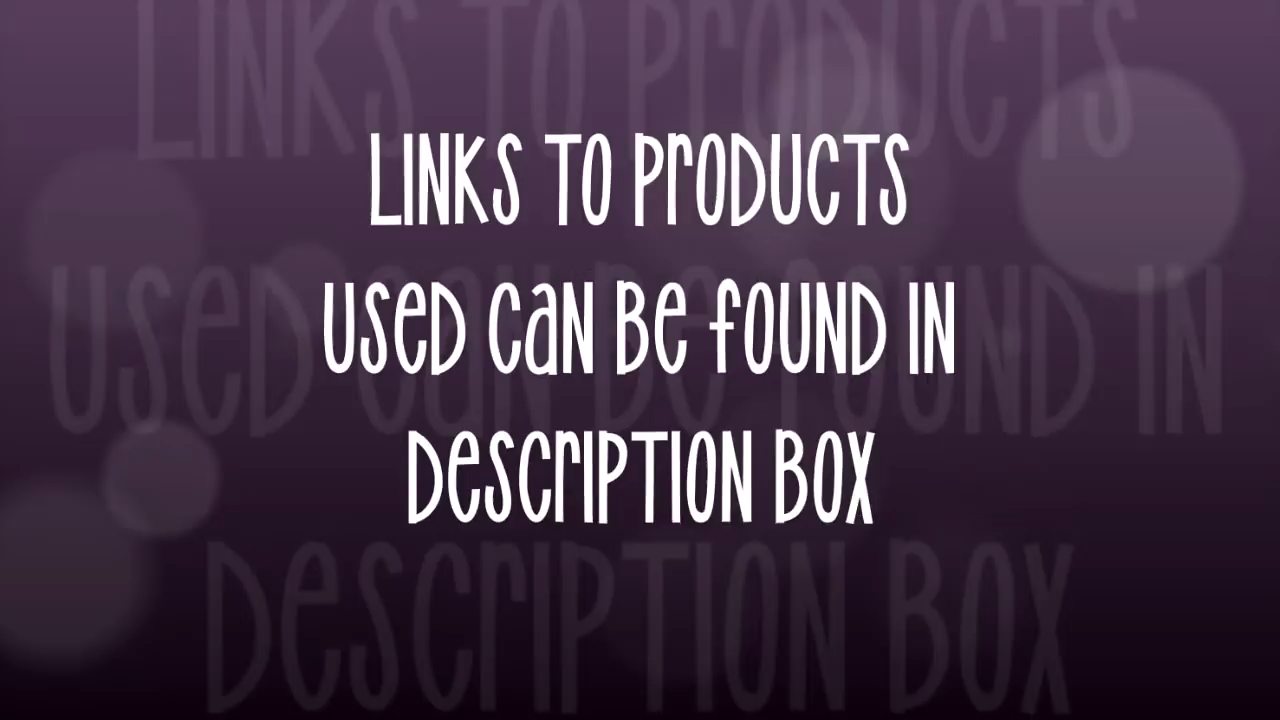 LINKS TO PrODUCTS
USeD CaN Be fOUND IN
DeSCrIPTION BOX